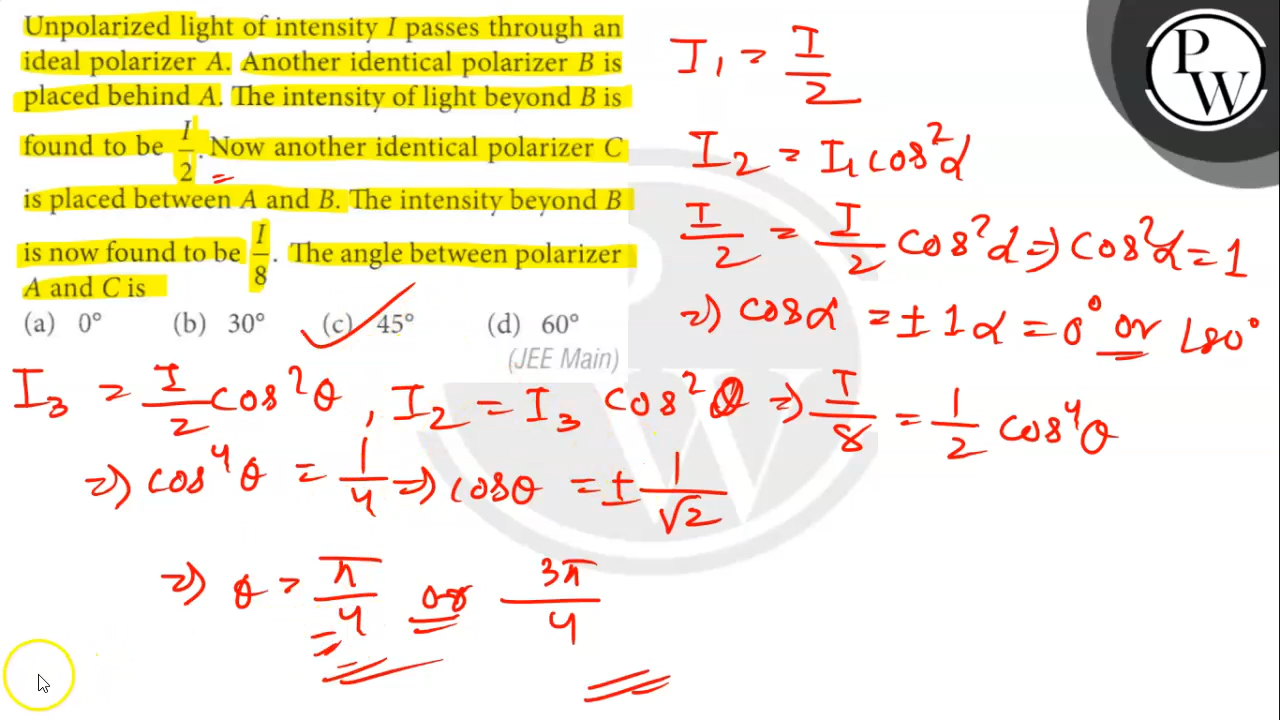 Unpolarized light of intensity I passes through an
ideal polarizer A. Another identical polarizer B is
placed behind A. The intensity of light beyond B is
found to be I/2. Now another identical polarizer C
is placed between A and B. The intensity beyond B
is now found to be I/8. The angle between polarizer
A and C is
(a) 0° (b) 30° (c) 45° (d) 60°
(JEE Main)
I₁ = I/2
I₂ = I₁ cos²α
I/2 = I/2 cos²α ⇒ cos²α = 1
⇒ cosα = ± 1 α = 0° or 180°
I₃ = I/2 cos²θ, I₂ = I₃ cos²θ ⇒ I/8 = 1/2 cos⁴θ
⇒ cos⁴θ = 1/4 ⇒ cosθ = ± 1/√2
⇒ θ = π/4 or 3π/4
PW